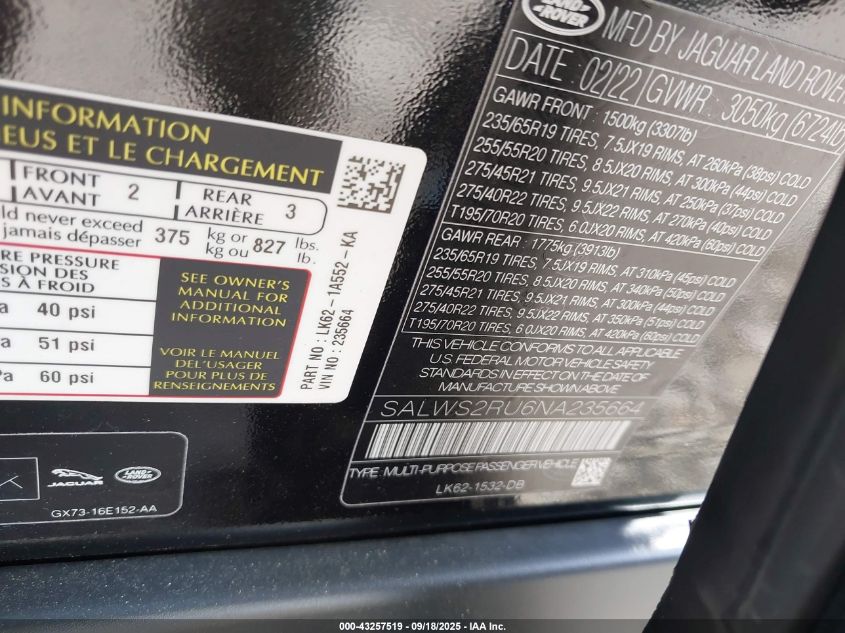 INFORMATION
EUS ET LE CHARGEMENT
FRONT
AVANT
2
REAR
ARRIÈRE
3
ld never exceed
jamais dépasser
375
kg or
kg ou
827
lbs.
lb.
RE PRESSURE
SION DES
S À FROID
40 psi
51 psi
60 psi
SEE OWNER'S
MANUAL FOR
ADDITIONAL
INFORMATION
VOIR LE MANUEL
DEL'USAGER
POUR PLUS DE
RENSEIGNEMENTS
PART NO : LK62-1A552-KA
VIN NO : 235664
JAGUAR
LAND ROVER
GX73-16E152-AA
LAND
ROVER
MFD BY JAGUAR LAND ROVER
DATE: 02/22 GVWR: 3050kg (6724lb
GAWR FRONT : 1500kg (3307lb)
235/65R19 TIRES, 7.5JX19 RIMS, AT 260kPa (38psi) COLD
255/55R20 TIRES, 8.5JX20 RIMS, AT 300kPa (44psi) COLD
275/45R21 TIRES, 9.5JX21 RIMS, AT 250kPa (37psi) COLD
275/40R22 TIRES, 9.5JX22 RIMS, AT 270kPa (40psi) COLD
T195/70R20 TIRES, 6.0JX20 RIMS, AT 420kPa (60psi) COLD
GAWR REAR : 1775kg (3913lb)
235/65R19 TIRES, 7.5JX19 RIMS, AT 310kPa (45psi) COLD
255/55R20 TIRES, 8.5JX20 RIMS, AT 340kPa (50psi) COLD
275/45R21 TIRES, 9.5JX21 RIMS, AT 300kPa (44psi) COLD
275/40R22 TIRES, 9.5JX22 RIMS, AT 350kPa (51psi) COLD
T195/70R20 TIRES, 6.0JX20 RIMS, AT 420kPa (60psi) COLD
THIS VEHICLE CONFORMS TO ALL APPLICABLE
U.S. FEDERAL MOTOR VEHICLE SAFETY
STANDARDS IN EFFECT ON THE DATE OF
MANUFACTURE SHOWN ABOVE
SALWS2RU6NA235664
TYPE: MULTI-PURPOSE PASSENGER VEHICLE
LK62-1532-DB
000-43257519 - 09/18/2025 - IAA Inc.